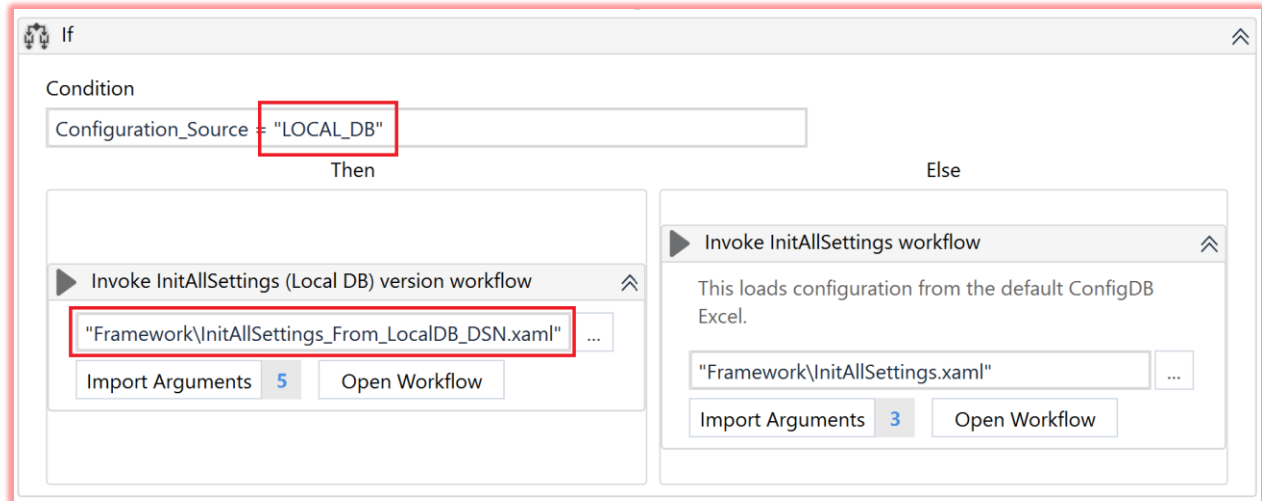 If
Condition
Configuration_Source = "LOCAL_DB"
Then
Else
Invoke InitAllSettings (Local DB) version workflow
"Framework\InitAllSettings_From_LocalDB_DSN.xaml"
...
Import Arguments 5
Open Workflow
Invoke InitAllSettings workflow
This loads configuration from the default ConfigDB
Excel.
"Framework\InitAllSettings.xaml"
...
Import Arguments 3
Open Workflow